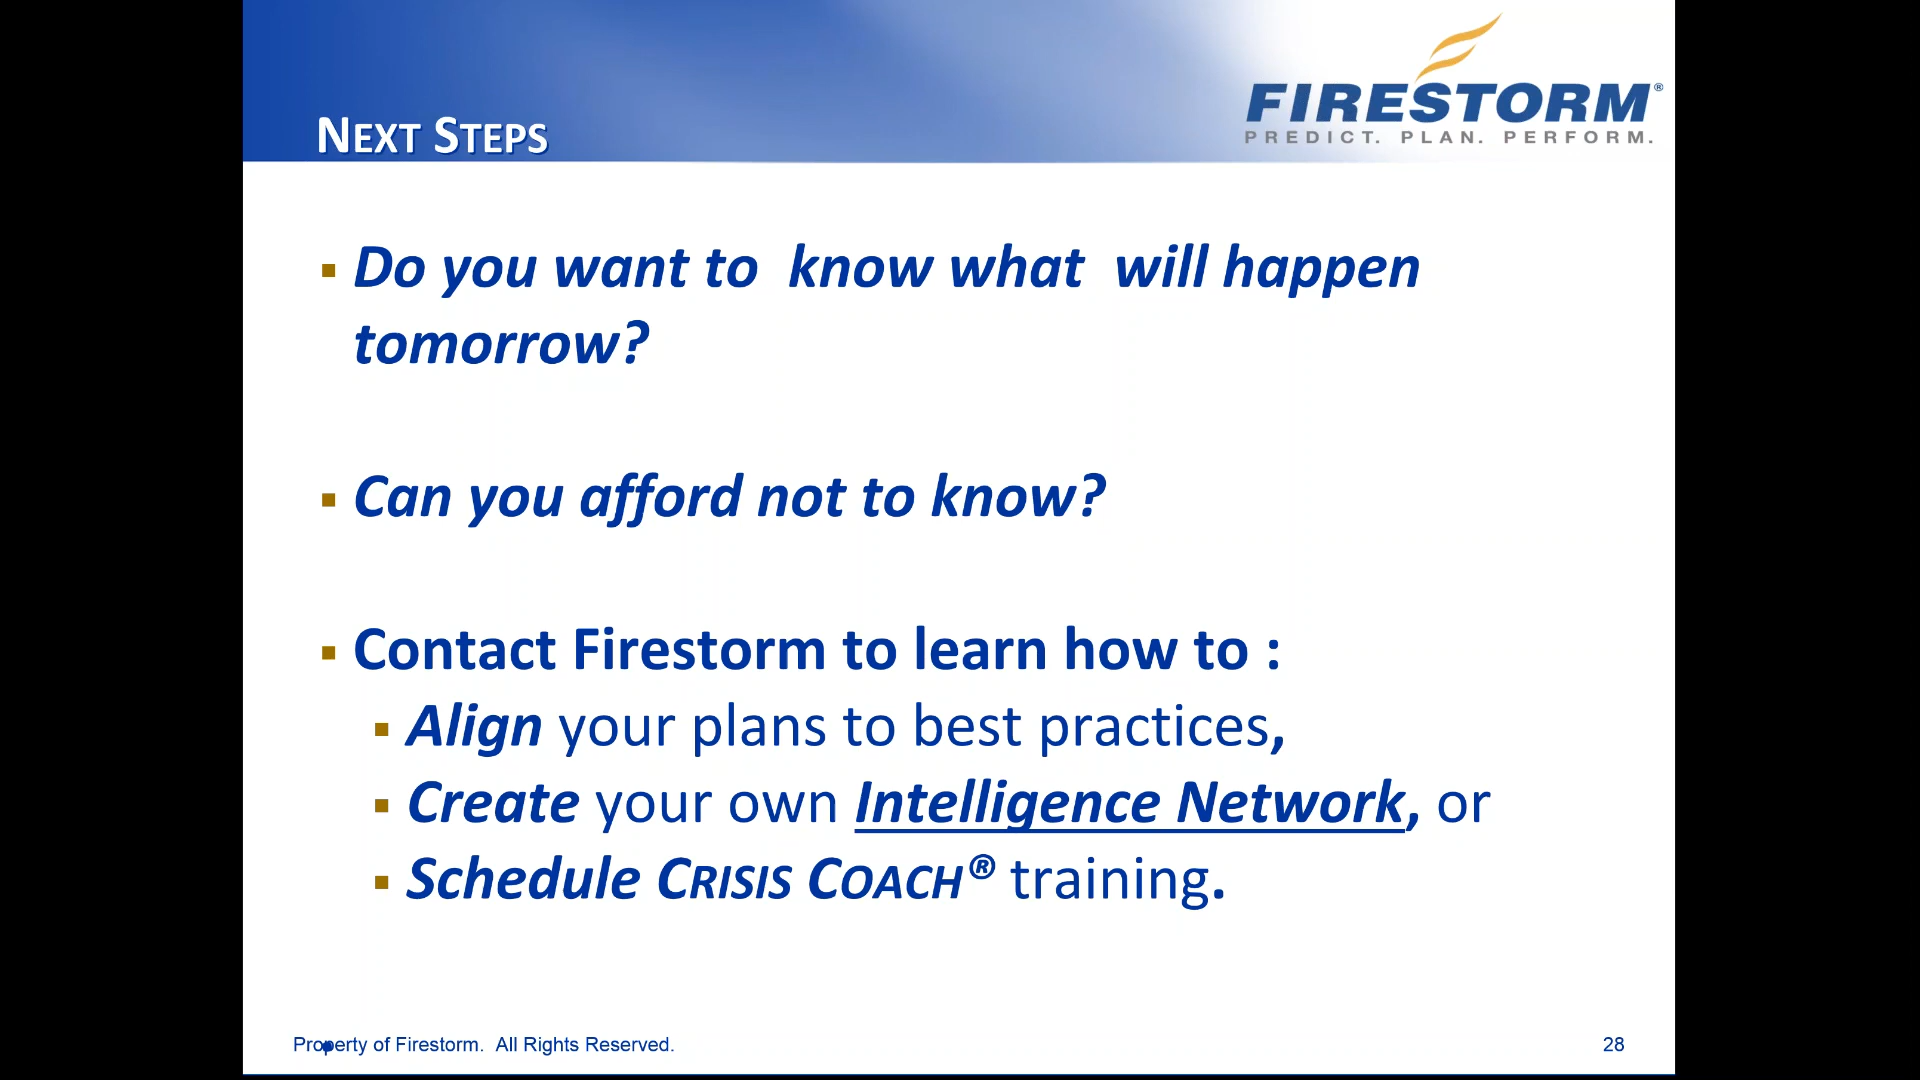 NEXT STEPS
FIRESTORM®
PREDICT. PLAN. PERFORM.
▪ Do you want to  know what  will happen
tomorrow?
▪ Can you afford not to know?
▪ Contact Firestorm to learn how to :
▪ Align your plans to best practices,
▪ Create your own Intelligence Network, or
▪ Schedule CRISIS COACH® training.
Property of Firestorm.  All Rights Reserved.
28